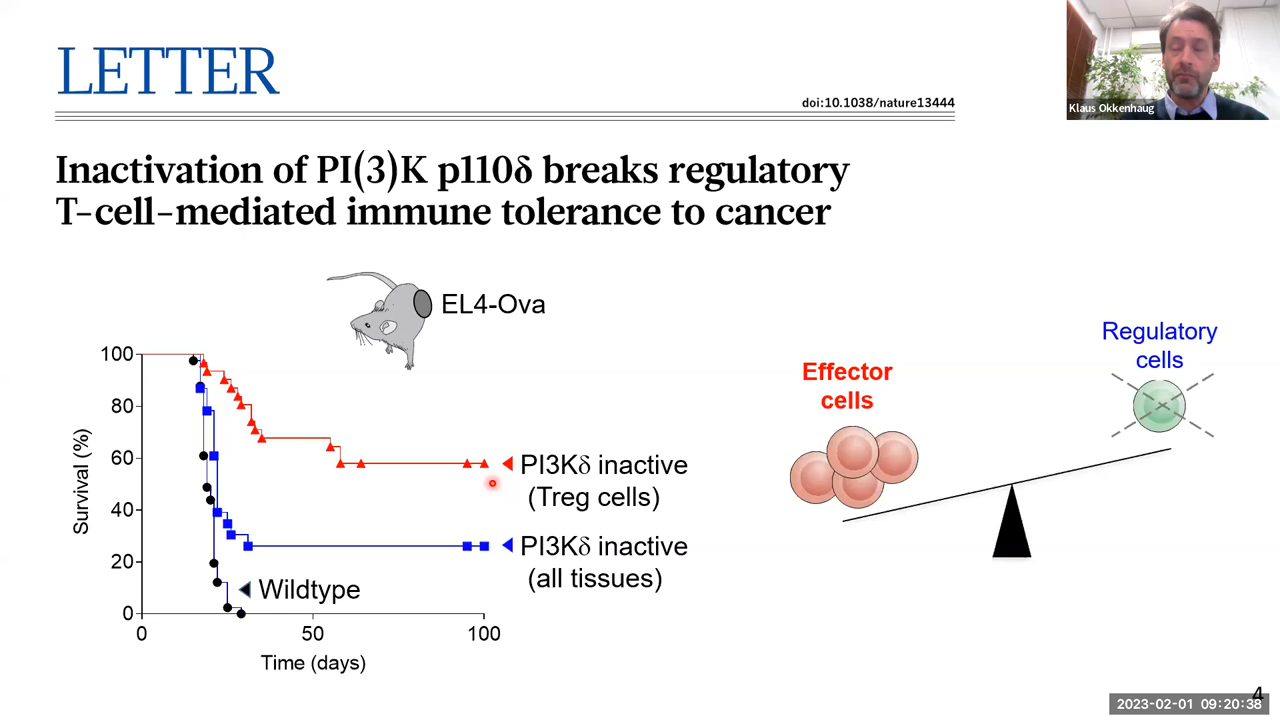 LETTER
doi:10.1038/nature13444
Klaus Okkenhaug
Inactivation of PI(3)K p110δ breaks regulatory
T-cell-mediated immune tolerance to cancer
EL4-Ova
100
80
60
40
20
0
Survival (%)
0
50
100
Time (days)
PI3Kδ inactive
(Treg cells)
PI3Kδ inactive
(all tissues)
Wildtype
Effector
cells
Regulatory
cells
4
2023-02-01 09:20:38